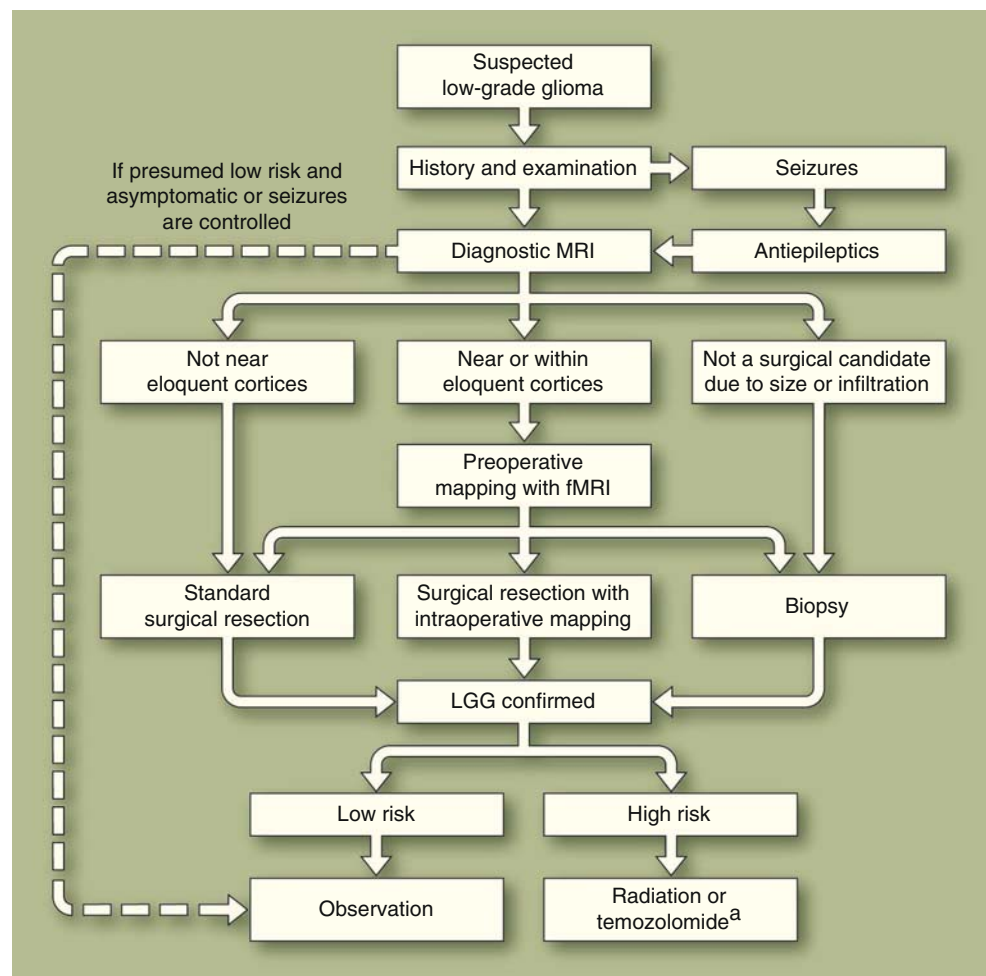 Suspected
low-grade glioma
History and examination
Seizures
If presumed low risk and
asymptomatic or seizures
are controlled
Diagnostic MRI
Antiepileptics
Not near
eloquent cortices
Near or within
eloquent cortices
Not a surgical candidate
due to size or infiltration
Preoperative
mapping with fMRI
Standard
surgical resection
Surgical resection with
intraoperative mapping
Biopsy
LGG confirmed
Low risk
High risk
Observation
Radiation or
temozolomideᵃ